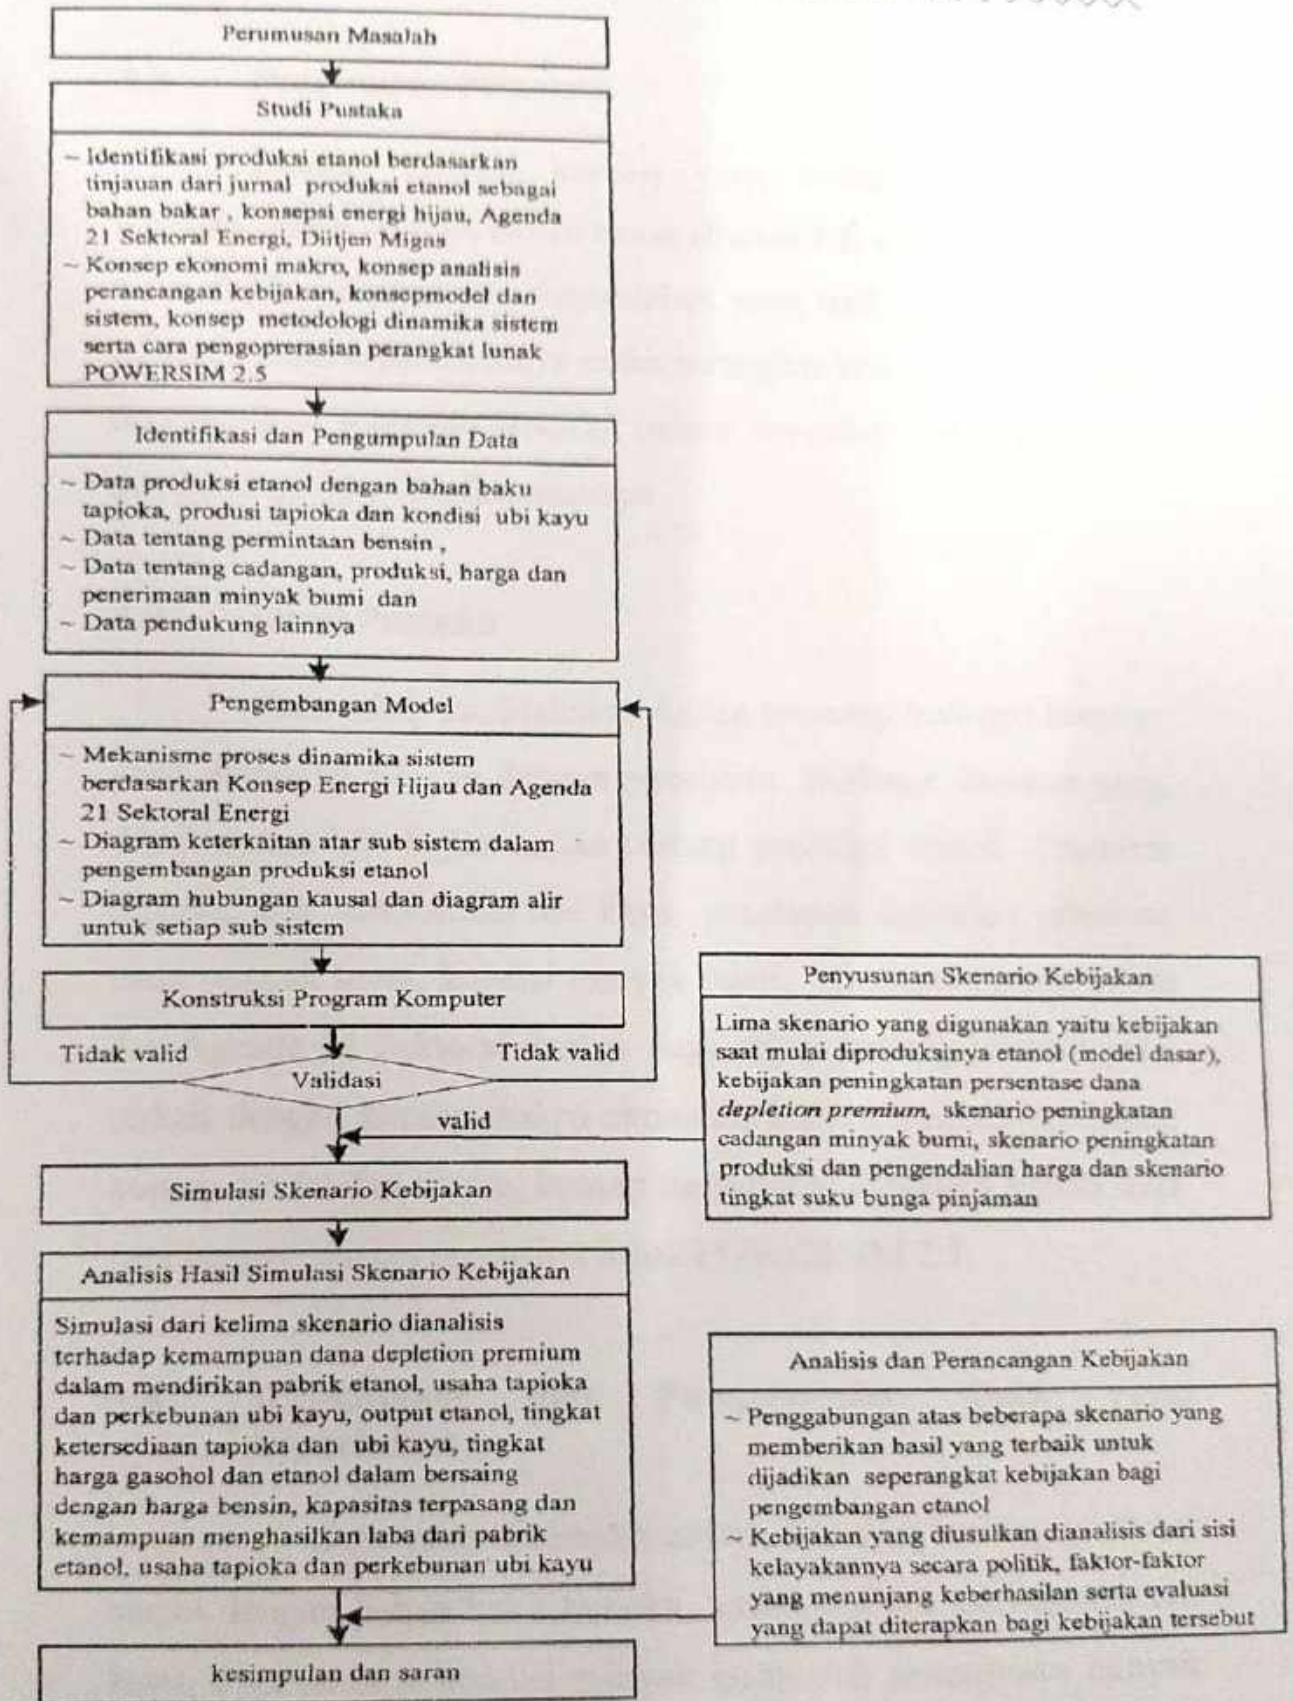 Perumusan Masalah
Studi Pustaka
~ Identifikasi produksi etanol berdasarkan
tinjauan dari jurnal produksi etanol sebagai
bahan bakar , konsepsi energi hijau, Agenda
21 Sektoral Energi, Diitjen Migas
~ Konsep ekonomi makro, konsep analisis
perancangan kebijakan, konsepmodel dan
sistem, konsep metodologi dinamika sistem
serta cara pengoprerasian perangkat lunak
POWERSIM 2.5
Identifikasi dan Pengumpulan Data
~ Data produksi etanol dengan bahan baku
tapioka, produsi tapioka dan kondisi ubi kayu
~ Data tentang permintaan bensin ,
~ Data tentang cadangan, produksi, harga dan
penerimaan minyak bumi dan
~ Data pendukung lainnya
Pengembangan Model
~ Mekanisme proses dinamika sistem
berdasarkan Konsep Energi Hijau dan Agenda
21 Sektoral Energi
~ Diagram keterkaitan atar sub sistem dalam
pengembangan produksi etanol
~ Diagram hubungan kausal dan diagram alir
untuk setiap sub sistem
Konstruksi Program Komputer
Tidak valid
Tidak valid
Validasi
valid
Penyusunan Skenario Kebijakan
Lima skenario yang digunakan yaitu kebijakan
saat mulai diproduksinya etanol (model dasar),
kebijakan peningkatan persentase dana
depletion premium, skenario peningkatan
cadangan minyak bumi, skenario peningkatan
produksi dan pengendalian harga dan skenario
tingkat suku bunga pinjaman
Simulasi Skenario Kebijakan
Analisis Hasil Simulasi Skenario Kebijakan
Simulasi dari kelima skenario dianalisis
terhadap kemampuan dana depletion premium
dalam mendirikan pabrik etanol, usaha tapioka
dan perkebunan ubi kayu, output etanol, tingkat
ketersediaan tapioka dan ubi kayu, tingkat
harga gasohol dan etanol dalam bersaing
dengan harga bensin, kapasitas terpasang dan
kemampuan menghasilkan laba dari pabrik
etanol, usaha tapioka dan perkebunan ubi kayu
Analisis dan Perancangan Kebijakan
~ Penggabungan atas beberapa skenario yang
memberikan hasil yang terbaik untuk
dijadikan seperangkat kebijakan bagi
pengembangan etanol
~ Kebijakan yang diusulkan dianalisis dari sisi
kelayakannya secara politik, faktor-faktor
yang menunjang keberhasilan serta evaluasi
yang dapat diterapkan bagi kebijakan tersebut
kesimpulan dan saran